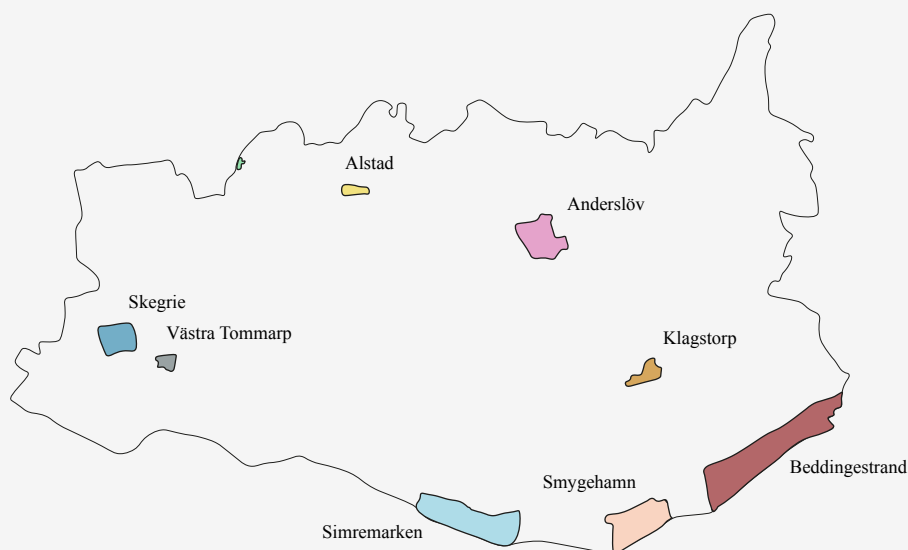 Alstad
Anderslöv
Skegrie
Västra Tommarp
Klagstorp
Beddingestrand
Smygehamn
Simremarken